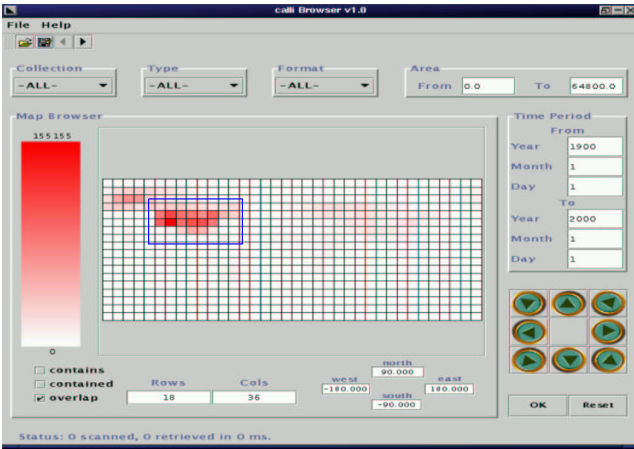 calli Browser v1.0
File Help
Collection Type Format Area
-ALL- -ALL- -ALL- From 0.0 To 64800.0
Map Browser
155155
0
contains
contained
overlap
Rows Cols
18 36
north
90.000
west east
-180.000 180.000
south
-90.000
Time Period
From
Year 1900
Month 1
Day 1
To
Year 2000
Month 1
Day 1
OK Reset
Status: 0 scanned, 0 retrieved in 0 ms.